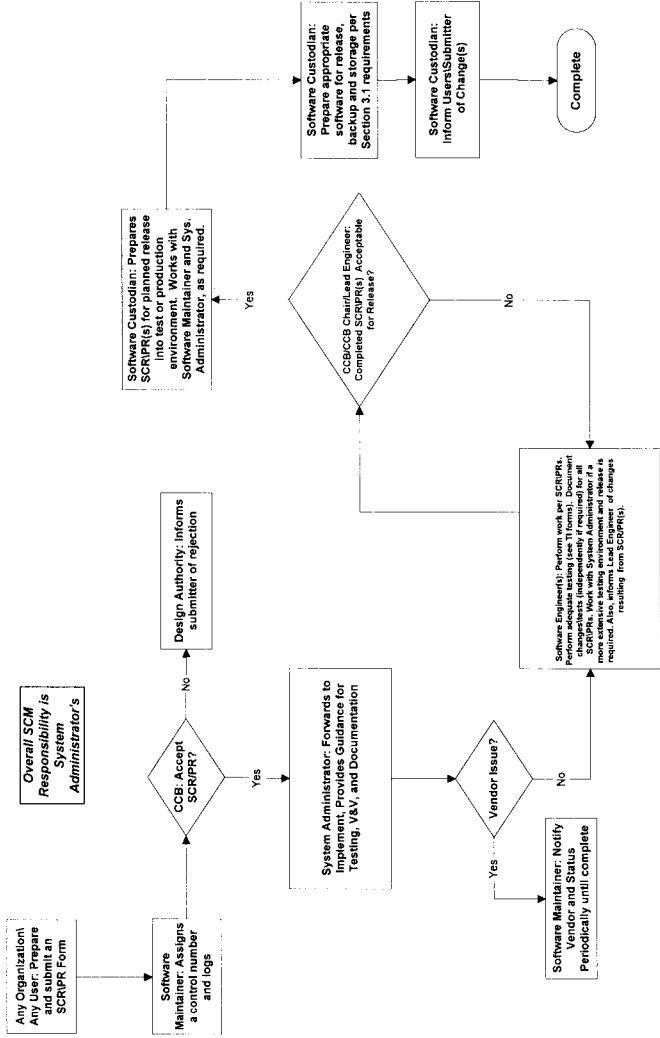 Overall SCM
Responsibility is
System
Administrator's
Any Organization\
Any User: Prepare
and submit an
SCR\PR Form
Software
Maintainer: Assigns
a control number
and logs
CCB: Accept
SCR/PR?
No
Design Authority: Informs
submitter of rejection
Yes
System Administrator: Forwards to
Implement, Provides Guidance for
Testing, V&V, and Documentation
Vendor Issue?
Yes
Software Maintainer: Notify
Vendor and Status
Periodically until complete
No
Software Engineer(s): Perform work per SCR\PRs.
Perform adequate testing (see TI forms). Document
changes\tests (independently if required) for all
SCR\PRs. Work with System Administrator if a
more extensive testing environment and release is
required. Also, informs Lead Engineer of changes
resulting from SCR/PR(s).
CCB/CCB Chair/Lead Engineer:
Completed SCR\PR(s) Acceptable
for Release?
No
Yes
Software Custodian: Prepares
SCR\PR(s) for planned release
into test or production
environment. Works with
Software Maintainer and Sys.
Administrator, as required.
Software Custodian:
Prepare appropriate
software for release,
backup and storage per
Section 3.1 requirements
Software Custodian:
Inform Users\Submitter
of Change(s)
Complete